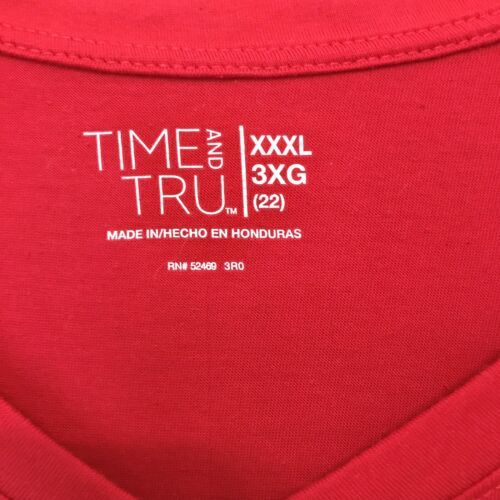 TIME AND
TRU™
XXXL
3XG
(22)
MADE IN/HECHO EN HONDURAS
RN# 52469 3R0